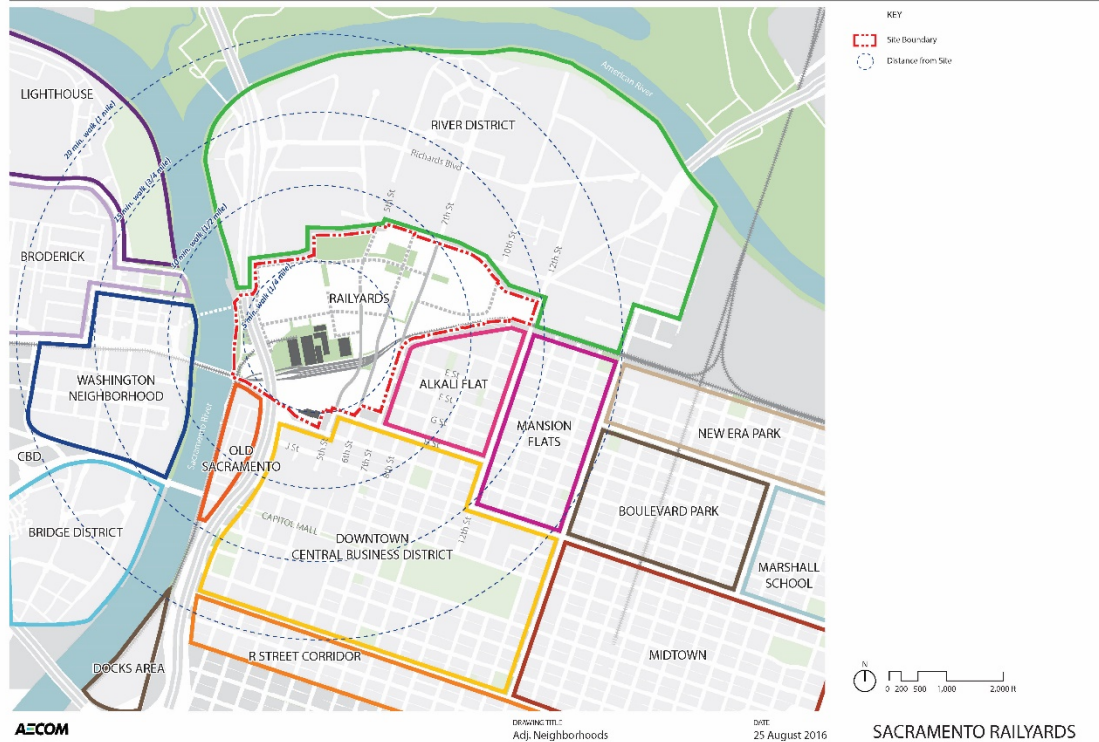 KEY
Site Boundary
Distance from Site
LIGHTHOUSE
American River
20 min. walk (1 mile)
RIVER DISTRICT
Richards Blvd
15 min. walk (3/4 mile)
5th St
7th St
10th St
12th St
min. walk (1/2 mile)
BRODERICK
5 min. walk (1/4 mile)
RAILYARDS
WASHINGTON
NEIGHBORHOOD
E St
ALKALI FLAT
F St
G St
H St
MANSION
FLATS
NEW ERA PARK
Sacramento River
OLD
SACRAMENTO
J St
5th St
6th St
7th St
8th St
CBD
BRIDGE DISTRICT
CAPITOL MALL
DOWNTOWN
CENTRAL BUSINESS DISTRICT
12th St
BOULEVARD PARK
MARSHALL
SCHOOL
R STREET CORRIDOR
MIDTOWN
DOCKS AREA
N
0 200 500 1,000 2,000 ft
AECOM
DRAWING TITLE
Adj. Neighborhoods
DATE
25 August 2016
SACRAMENTO RAILYARDS